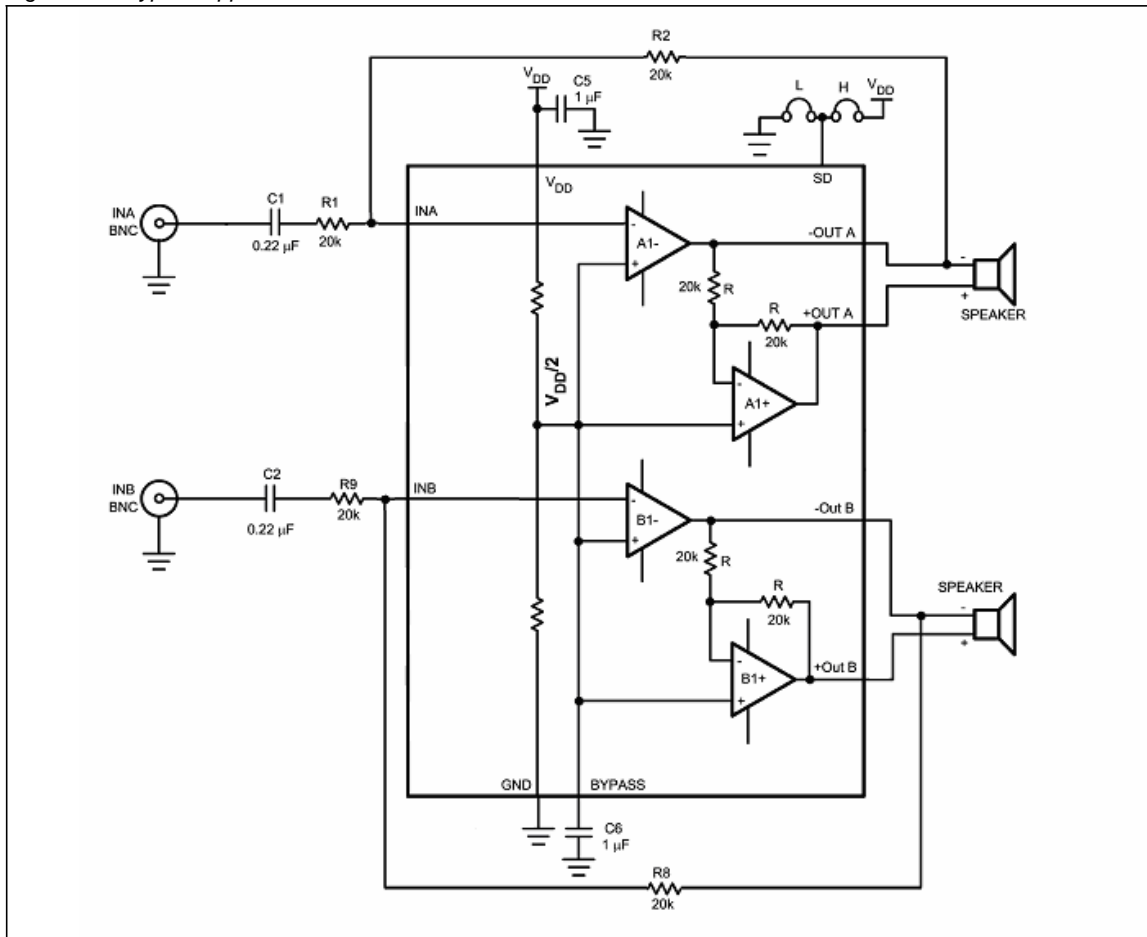 R2
20k
VDD
C5
1 µF
L
H
VDD
SD
VDD
INA
BNC
C1
0.22 µF
R1
20k
INA
A1-
-
+
-OUT A
20k
R
R
20k
+OUT A
-
+
SPEAKER
VDD/2
A1+
-
+
INB
BNC
C2
0.22 µF
R9
20k
INB
B1-
-
+
-Out B
20k
R
R
20k
SPEAKER
-
+
B1+
-
+
+Out B
GND
BYPASS
C6
1 µF
R8
20k